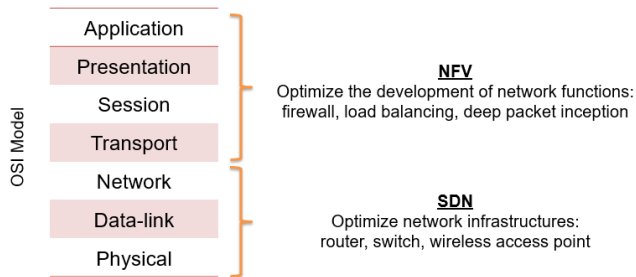 OSI Model
Application
Presentation
Session
Transport
Network
Data-link
Physical
NFV
Optimize the development of network functions:
firewall, load balancing, deep packet inception
SDN
Optimize network infrastructures:
router, switch, wireless access point